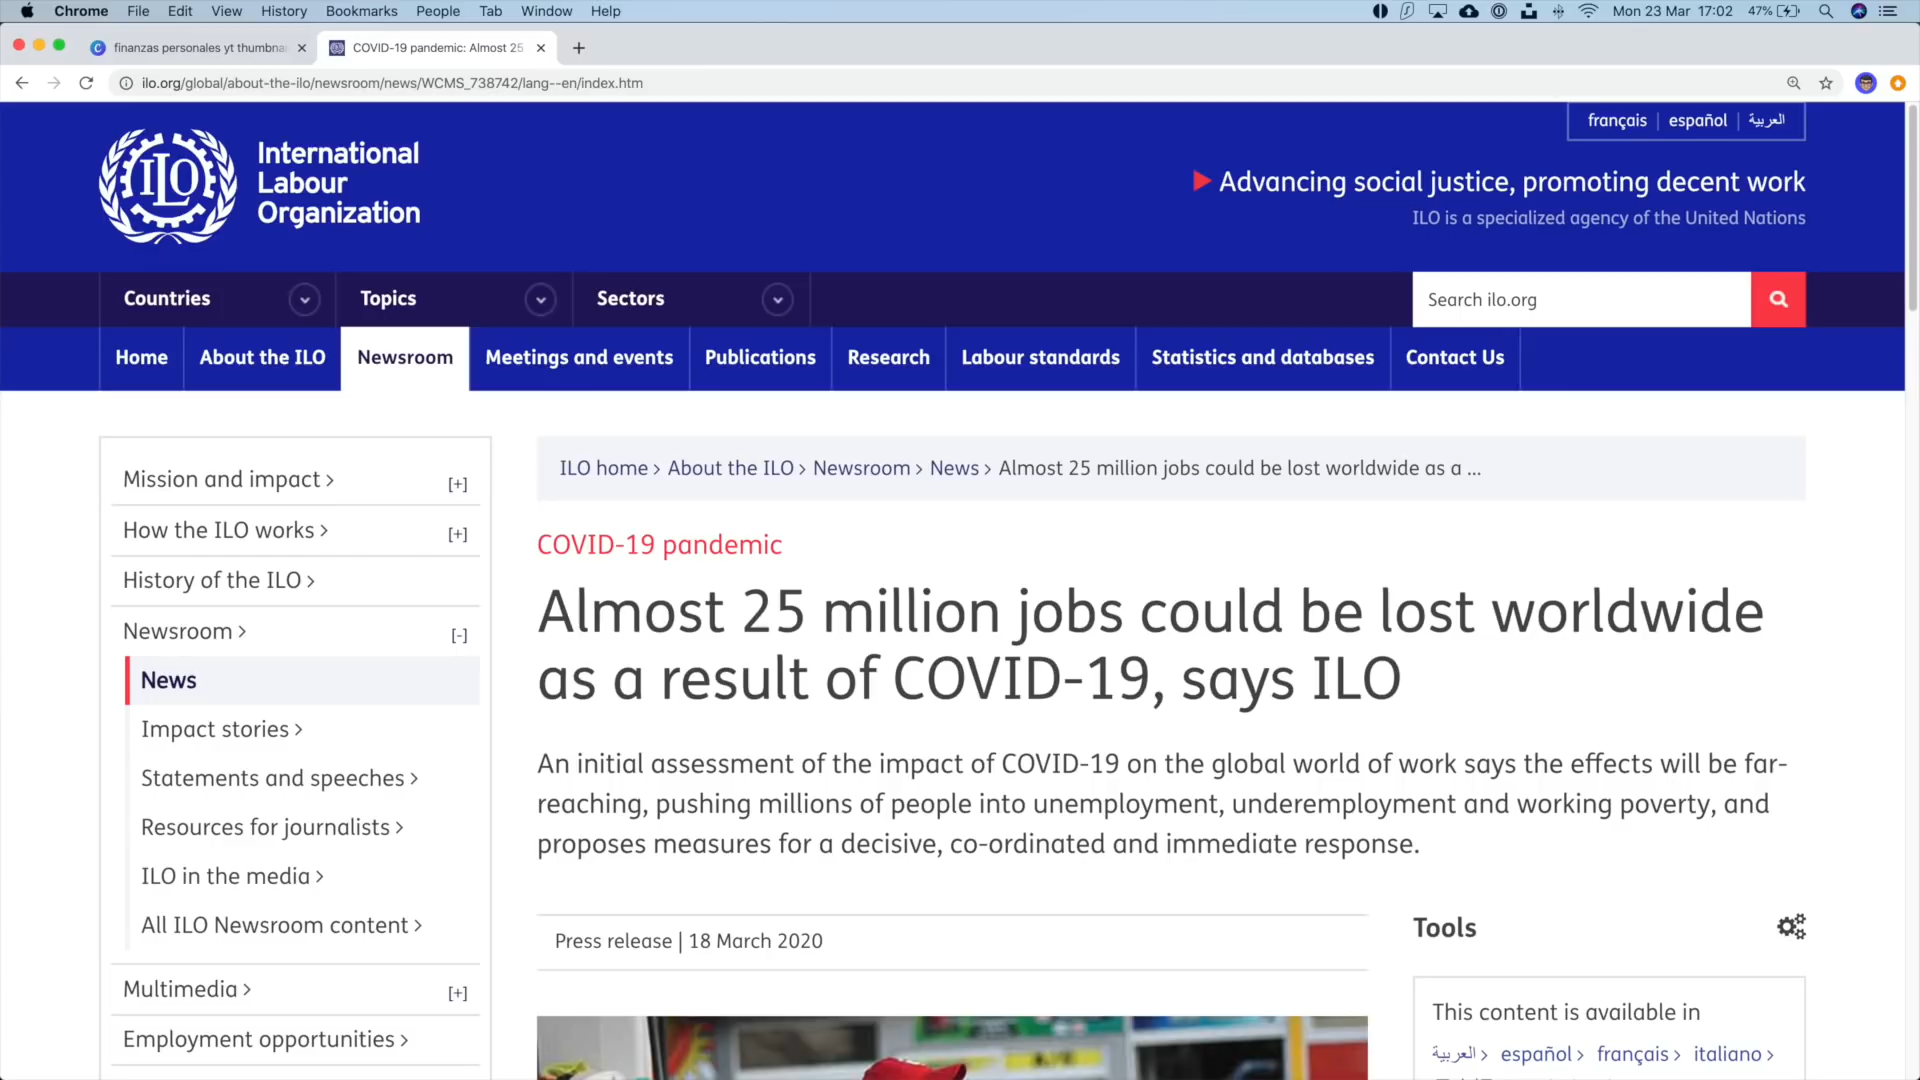 Chrome File Edit View History Bookmarks People Tab Window Help
Mon 23 Mar 17:02 47%
finanzas personales yt thumbna
COVID-19 pandemic: Almost 25
ilo.org/global/about-the-ilo/newsroom/news/WCMS_738742/lang--en/index.htm
français | español | العربية
ILO
International
Labour
Organization
Advancing social justice, promoting decent work
ILO is a specialized agency of the United Nations
Countries Topics Sectors
Search ilo.org
Home About the ILO Newsroom Meetings and events Publications Research Labour standards Statistics and databases Contact Us
Mission and impact > [+]
How the ILO works > [+]
History of the ILO >
Newsroom > [-]
News
Impact stories >
Statements and speeches >
Resources for journalists >
ILO in the media >
All ILO Newsroom content >
Multimedia > [+]
Employment opportunities >
ILO home > About the ILO > Newsroom > News > Almost 25 million jobs could be lost worldwide as a ...
COVID-19 pandemic
Almost 25 million jobs could be lost worldwide
as a result of COVID-19, says ILO
An initial assessment of the impact of COVID-19 on the global world of work says the effects will be far-
reaching, pushing millions of people into unemployment, underemployment and working poverty, and
proposes measures for a decisive, co-ordinated and immediate response.
Press release | 18 March 2020
Tools
This content is available in
العربية > español > français > italiano >